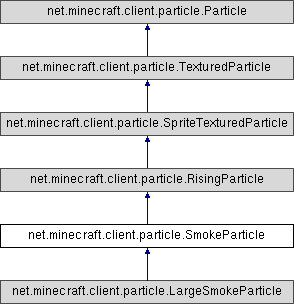 net.minecraft.client.particle.Particle
net.minecraft.client.particle.TexturedParticle
net.minecraft.client.particle.SpriteTexturedParticle
net.minecraft.client.particle.RisingParticle
net.minecraft.client.particle.SmokeParticle
net.minecraft.client.particle.LargeSmokeParticle